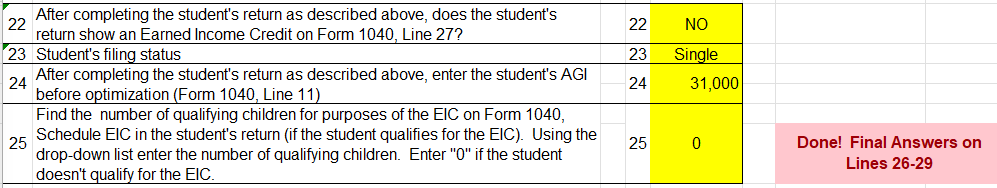 22 After completing the student's return as described above, does the student's 22 NO
return show an Earned Income Credit on Form 1040, Line 27?
23 Student's filing status 23 Single
24 After completing the student's return as described above, enter the student's AGI 24 31,000
before optimization (Form 1040, Line 11)
Find the number of qualifying children for purposes of the EIC on Form 1040,
Schedule EIC in the student's return (if the student qualifies for the EIC). Using the
25 drop-down list enter the number of qualifying children. Enter "0" if the student 25 0
doesn't qualify for the EIC.
Done! Final Answers on
Lines 26-29